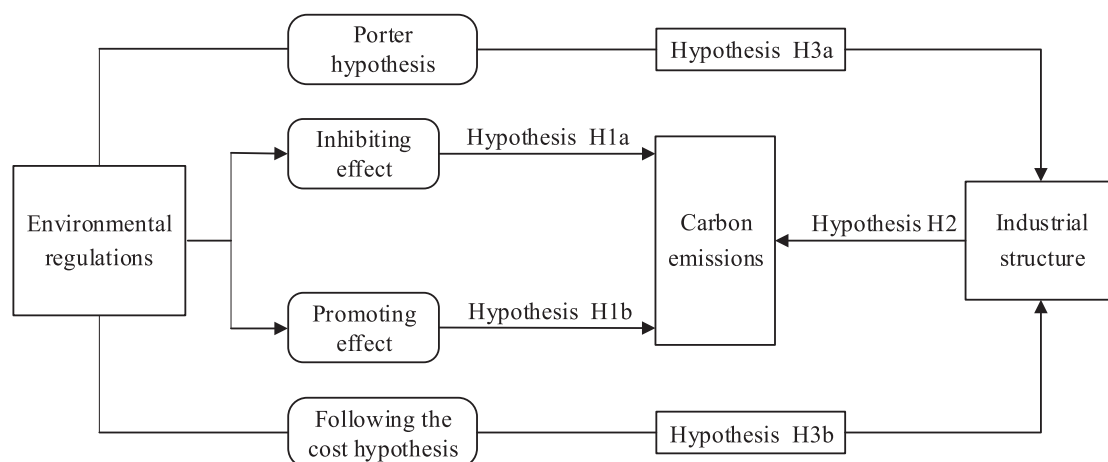 Porter
hypothesis
Hypothesis H3a
Inhibiting
effect
Hypothesis H1a
Environmental
regulations
Carbon
emissions
Hypothesis H2
Industrial
structure
Promoting
effect
Hypothesis H1b
Following the
cost hypothesis
Hypothesis H3b